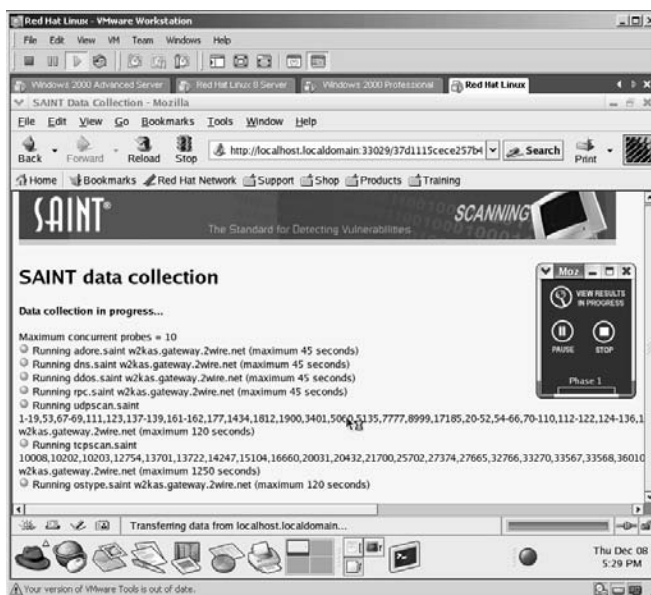 Red Hat Linux - VMware Workstation
File Edit View VM Team Windows Help
Windows 2000 Advanced Server Red Hat Linux 8 Server Windows 2000 Professional Red Hat Linux
SAINT Data Collection - Mozilla
File Edit View Go Bookmarks Tools Window Help
Back Forward Reload Stop http://localhost.localdomain:33029/37d1115cece257b4 Search Print
Home Bookmarks Red Hat Network Support Shop Products Training
SAINT® SCANNING
The Standard for Detecting Vulnerabilities
SAINT data collection
Moz
VIEW RESULTS IN PROGRESS
PAUSE STOP
Phase 1
Data collection in progress...
Maximum concurrent probes = 10
Running adore.saint w2kas.gateway.2wire.net (maximum 45 seconds)
Running dns.saint w2kas.gateway.2wire.net (maximum 45 seconds)
Running ddos.saint w2kas.gateway.2wire.net (maximum 45 seconds)
Running rpc.saint w2kas.gateway.2wire.net (maximum 45 seconds)
Running udpscan.saint
1-19,53,67-69,111,123,137-139,161-162,177,1434,1812,1900,3401,5060,5135,7777,8999,17185,20-52,54-66,70-110,112-122,124-136,1
w2kas.gateway.2wire.net (maximum 120 seconds)
Running tcpscan.saint
10008,10202,10203,12754,13701,13722,14247,15104,16660,20031,20432,21700,25702,27374,27665,32766,33270,33567,33568,36010
w2kas.gateway.2wire.net (maximum 1250 seconds)
Running ostype.saint w2kas.gateway.2wire.net (maximum 120 seconds)
Transferring data from localhost.localdomain...
Thu Dec 08
5:29 PM
Your version of VMware Tools is out of date.